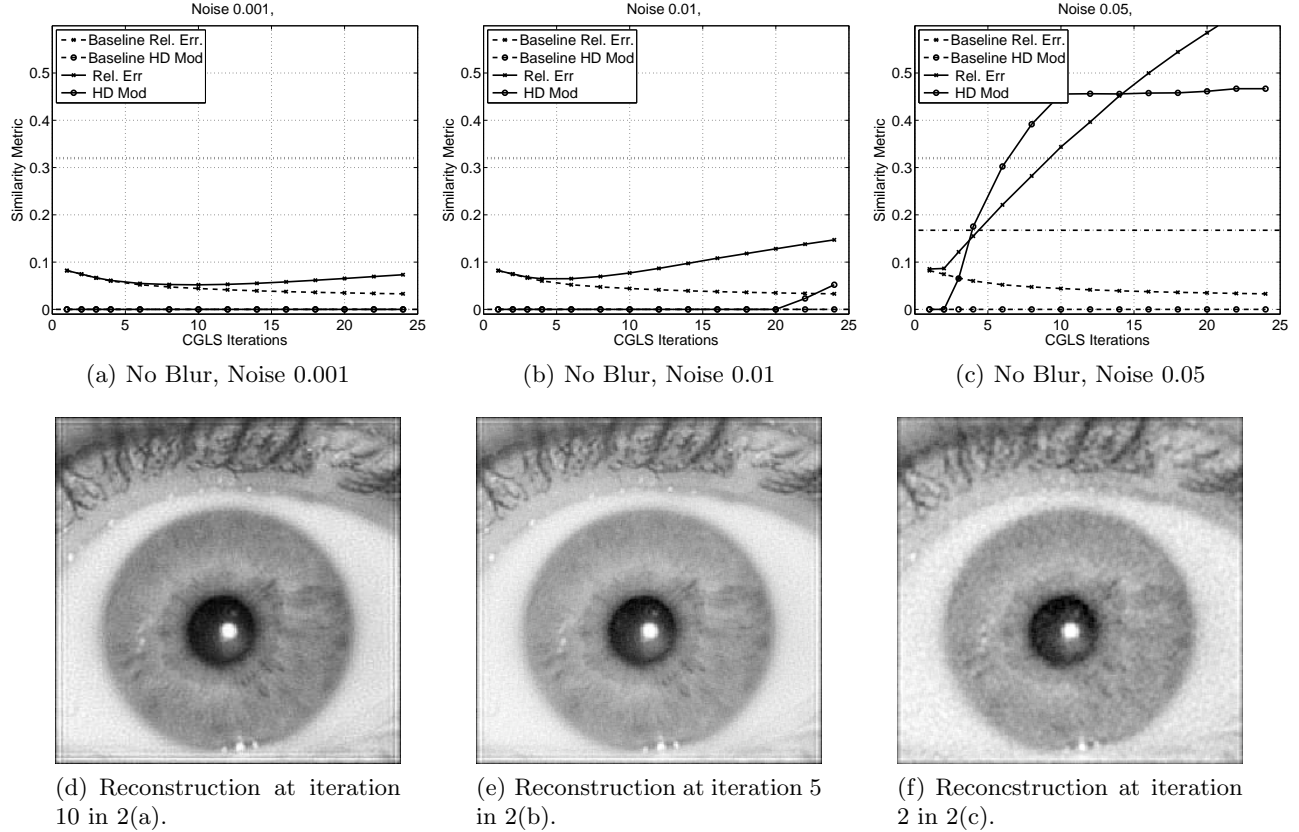 Noise 0.001,
Baseline Rel. Err.
Baseline HD Mod
Rel. Err
HD Mod
Similarity Metric
0.5
0.4
0.3
0.2
0.1
0
0 5 10 15 20 25
CGLS Iterations
(a) No Blur, Noise 0.001
Noise 0.01,
Baseline Rel. Err.
Baseline HD Mod
Rel. Err
HD Mod
Similarity Metric
0.5
0.4
0.3
0.2
0.1
0
0 5 10 15 20 25
CGLS Iterations
(b) No Blur, Noise 0.01
Noise 0.05,
Baseline Rel. Err.
Baseline HD Mod
Rel. Err
HD Mod
Similarity Metric
0.5
0.4
0.3
0.2
0.1
0
0 5 10 15 20 25
CGLS Iterations
(c) No Blur, Noise 0.05
(d) Reconstruction at iteration
10 in 2(a).
(e) Reconstruction at iteration 5
in 2(b).
(f) Reconcstruction at iteration
2 in 2(c).